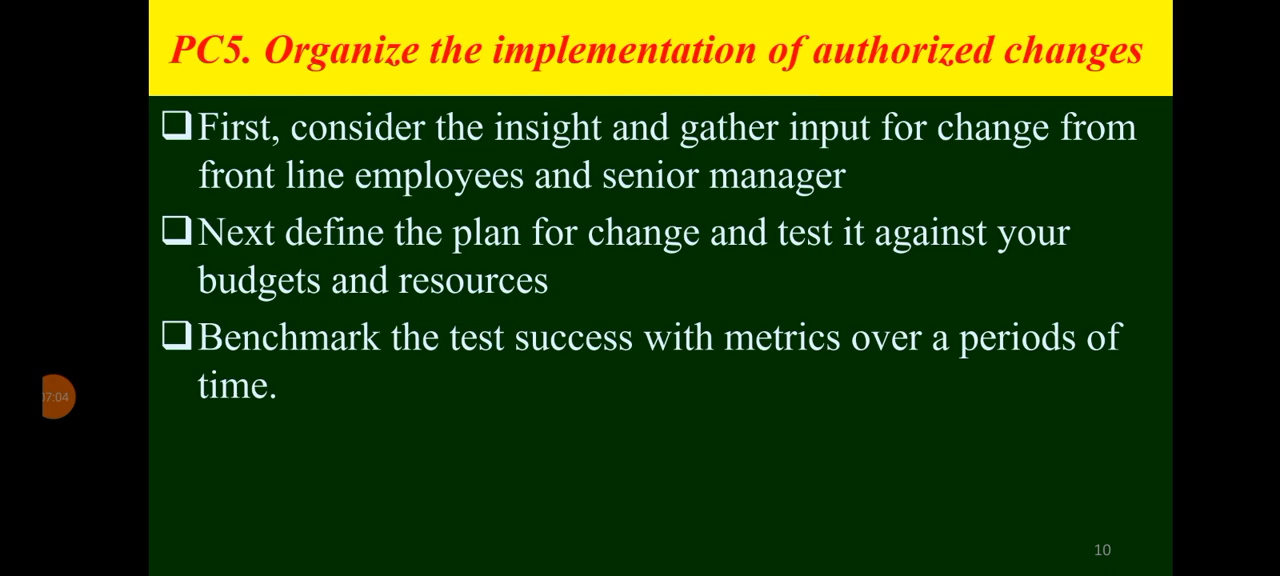 PC5. Organize the implementation of authorized changes
First, consider the insight and gather input for change from
front line employees and senior manager
Next define the plan for change and test it against your
budgets and resources
Benchmark the test success with metrics over a periods of
time.
07:04
10